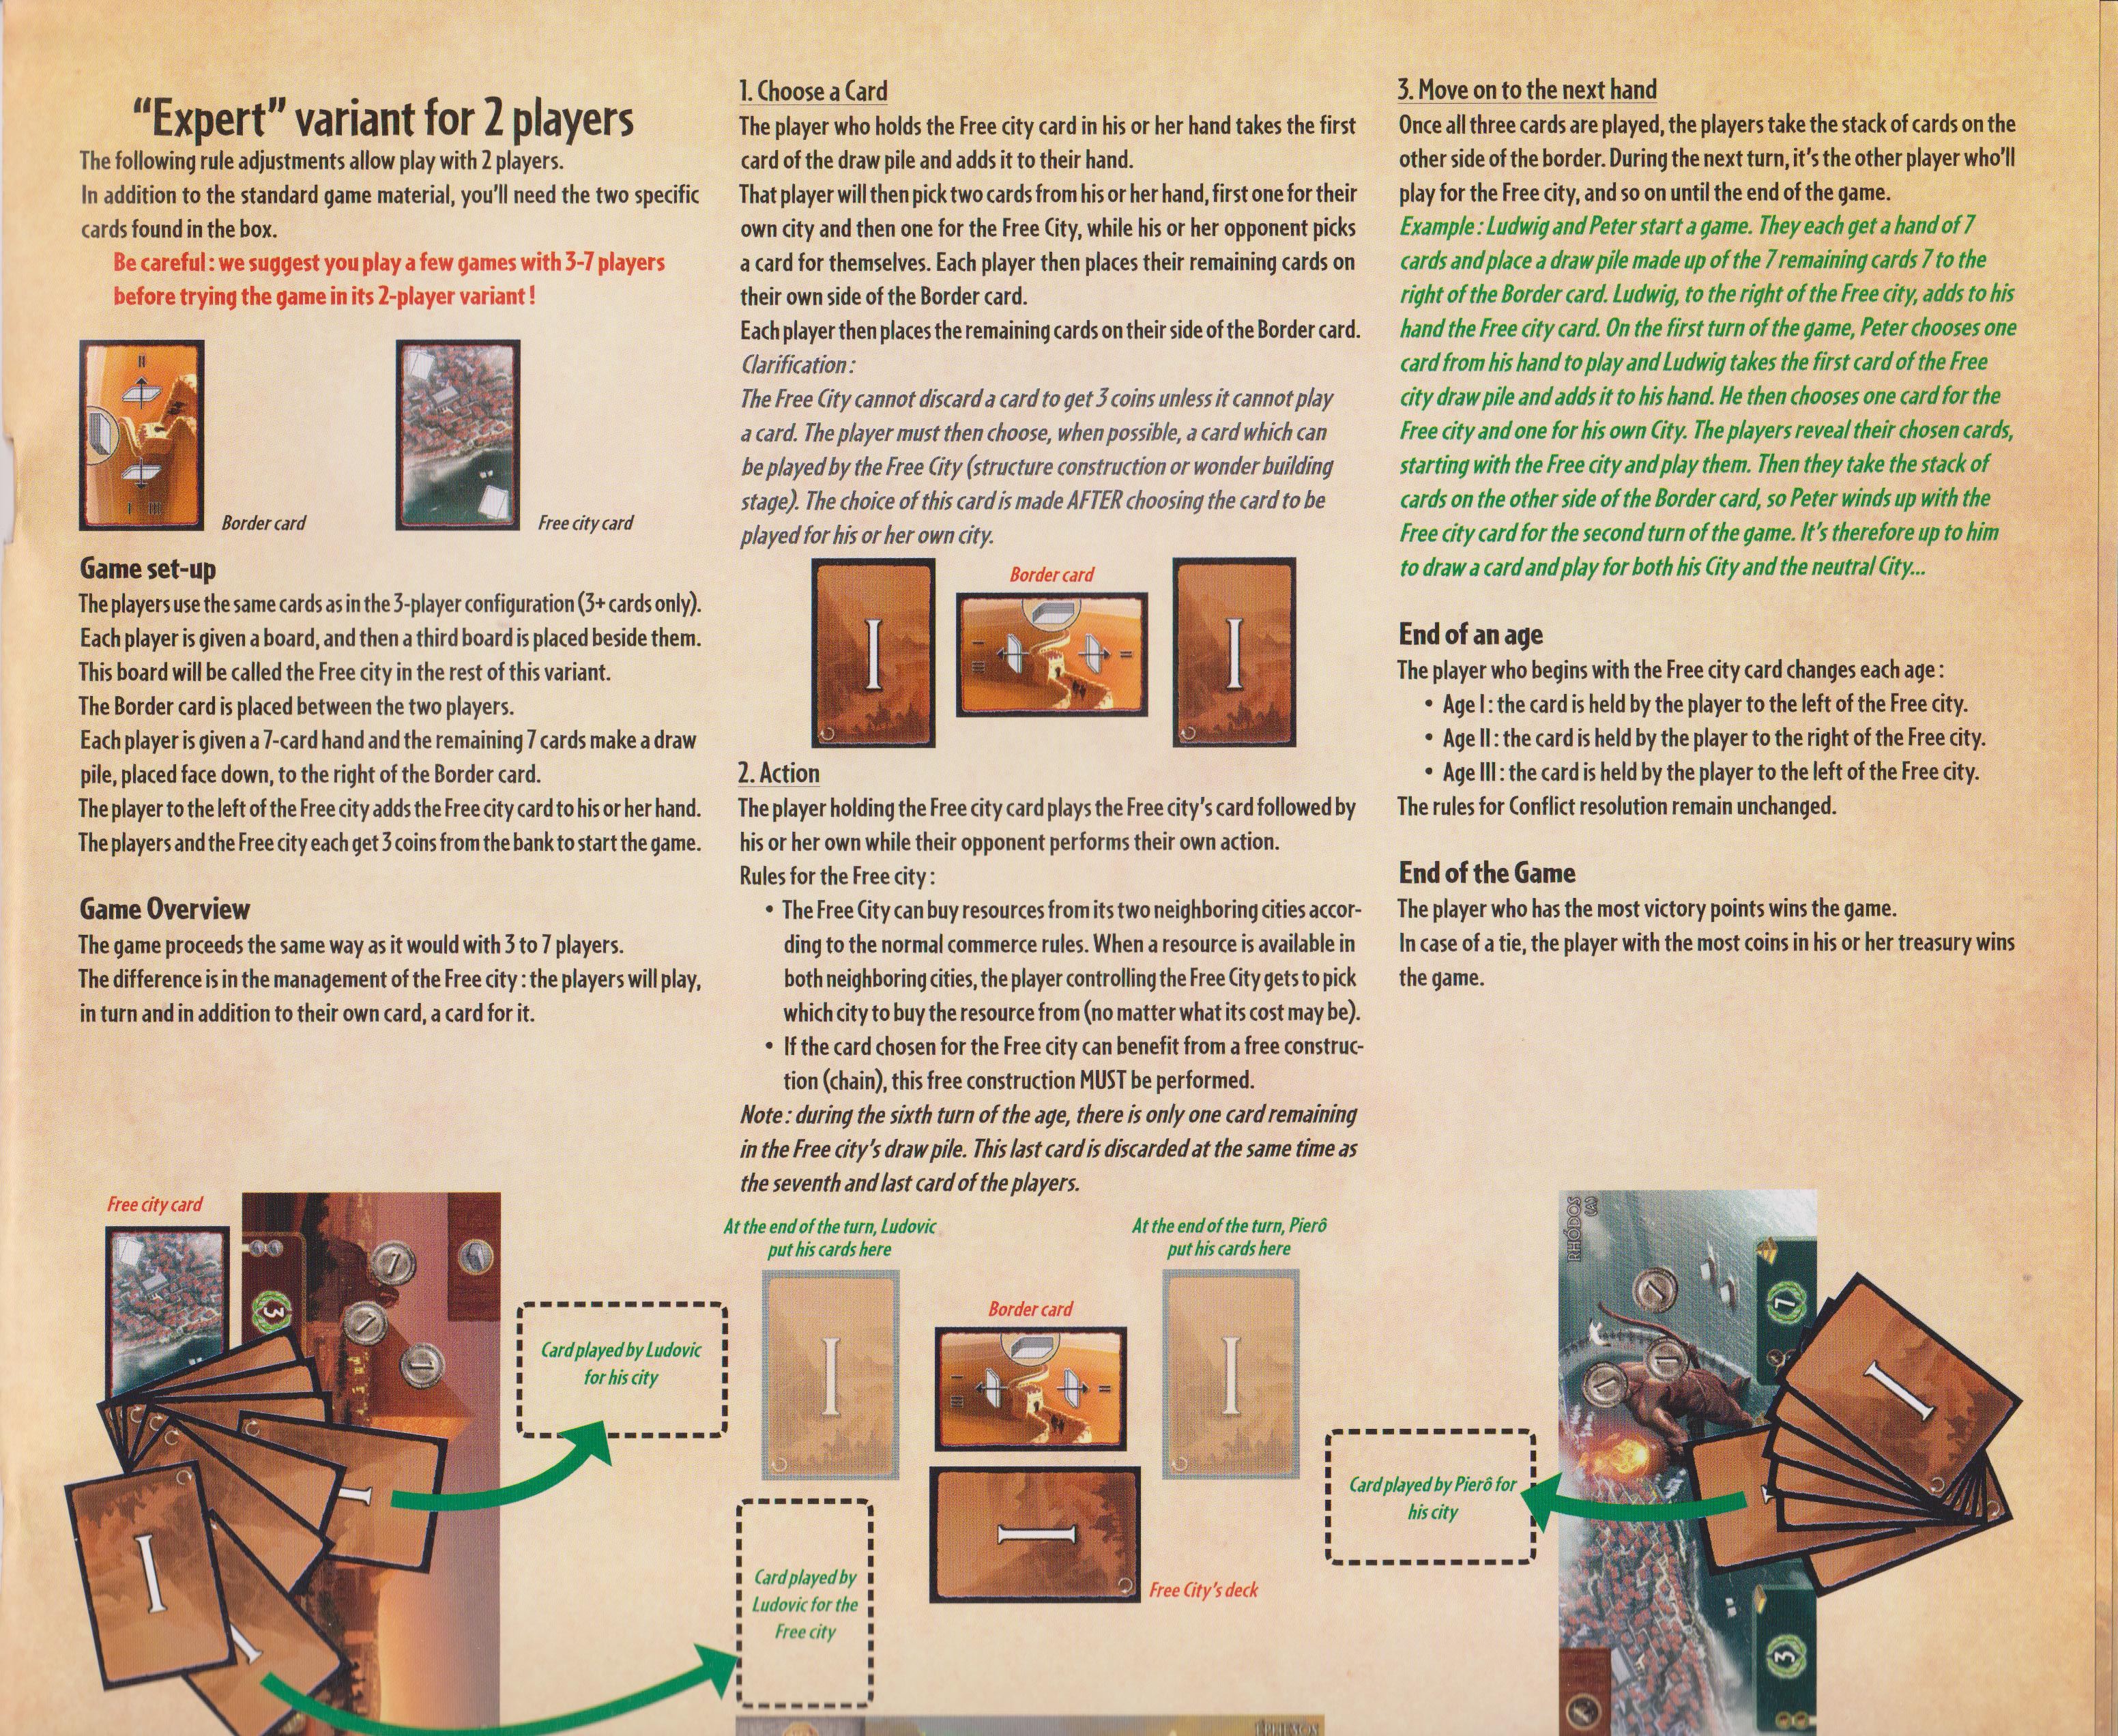 “Expert” variant for 2 players
The following rule adjustments allow play with 2 players.
In addition to the standard game material, you’ll need the two specific
cards found in the box.
Be careful : we suggest you play a few games with 3-7 players
before trying the game in its 2-player variant !
II
I III
Border card
Free city card
Game set-up
The players use the same cards as in the 3-player configuration (3+ cards only).
Each player is given a board, and then a third board is placed beside them.
This board will be called the Free city in the rest of this variant.
The Border card is placed between the two players.
Each player is given a 7-card hand and the remaining 7 cards make a draw
pile, placed face down, to the right of the Border card.
The player to the left of the Free city adds the Free city card to his or her hand.
The players and the Free city each get 3 coins from the bank to start the game.
Game Overview
The game proceeds the same way as it would with 3 to 7 players.
The difference is in the management of the Free city : the players will play,
in turn and in addition to their own card, a card for it.
1. Choose a Card
The player who holds the Free city card in his or her hand takes the first
card of the draw pile and adds it to their hand.
That player will then pick two cards from his or her hand, first one for their
own city and then one for the Free City, while his or her opponent picks
a card for themselves. Each player then places their remaining cards on
their own side of the Border card.
Each player then places the remaining cards on their side of the Border card.
Clarification :
The Free City cannot discard a card to get 3 coins unless it cannot play
a card. The player must then choose, when possible, a card which can
be played by the Free City (structure construction or wonder building
stage). The choice of this card is made AFTER choosing the card to be
played for his or her own city.
I
Border card
I
III
II
I
2. Action
The player holding the Free city card plays the Free city’s card followed by
his or her own while their opponent performs their own action.
Rules for the Free city :
• The Free City can buy resources from its two neighboring cities accor-
ding to the normal commerce rules. When a resource is available in
both neighboring cities, the player controlling the Free City gets to pick
which city to buy the resource from (no matter what its cost may be).
• If the card chosen for the Free city can benefit from a free construc-
tion (chain), this free construction MUST be performed.
Note : during the sixth turn of the age, there is only one card remaining
in the Free city’s draw pile. This last card is discarded at the same time as
the seventh and last card of the players.
3. Move on to the next hand
Once all three cards are played, the players take the stack of cards on the
other side of the border. During the next turn, it’s the other player who’ll
play for the Free city, and so on until the end of the game.
Example : Ludwig and Peter start a game. They each get a hand of 7
cards and place a draw pile made up of the 7 remaining cards 7 to the
right of the Border card. Ludwig, to the right of the Free city, adds to his
hand the Free city card. On the first turn of the game, Peter chooses one
card from his hand to play and Ludwig takes the first card of the Free
city draw pile and adds it to his hand. He then chooses one card for the
Free city and one for his own City. The players reveal their chosen cards,
starting with the Free city and play them. Then they take the stack of
cards on the other side of the Border card, so Peter winds up with the
Free city card for the second turn of the game. It’s therefore up to him
to draw a card and play for both his City and the neutral City...
End of an age
The player who begins with the Free city card changes each age :
• Age I : the card is held by the player to the left of the Free city.
• Age II : the card is held by the player to the right of the Free city.
• Age III : the card is held by the player to the left of the Free city.
The rules for Conflict resolution remain unchanged.
End of the Game
The player who has the most victory points wins the game.
In case of a tie, the player with the most coins in his or her treasury wins
the game.
Free city card
3
1
1
1
I
I
I
Card played by Ludovic
for his city
At the end of the turn, Ludovic
put his cards here
I
Card played by
Ludovic for the
Free city
Border card
I
III
II
I
Free City’s deck
At the end of the turn, Pierô
put his cards here
I
Card played by Pierô for
his city
RHÓDOS
(A)
1
1
1
7
3
I
I
ÉPHESOS